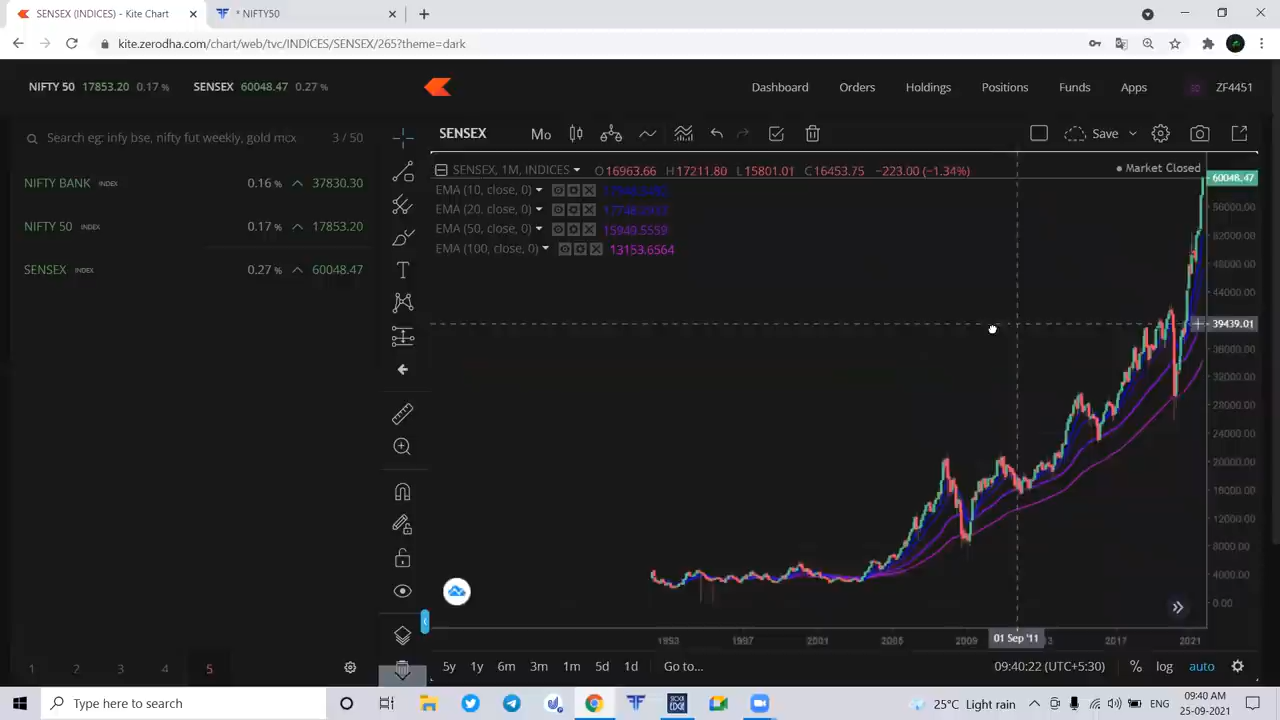 SENSEX (INDICES) - Kite Chart
* NIFTY50
kite.zerodha.com/chart/web/tvc/INDICES/SENSEX/265?theme=dark
NIFTY 50 17853.20 0.17 % SENSEX 60048.47 0.27 %
Dashboard Orders Holdings Positions Funds Apps ZF4451
Search eg: infy bse, nifty fut weekly, gold mcx 3 / 50
SENSEX Mo Save
NIFTY BANK INDEX 0.16 % 37830.30
NIFTY 50 INDEX 0.17 % 17853.20
SENSEX INDEX 0.27 % 60048.47
SENSEX, 1M, INDICES O16963.66 H17211.80 L15801.01 C16453.75 −223.00 (−1.34%)
Market Closed
EMA (10, close, 0)
EMA (20, close, 0)
EMA (50, close, 0) 15949.5559
EMA (100, close, 0) 13153.6564
60048.47
56000.00
52000.00
48000.00
44000.00
39439.01
36000.00
32000.00
28000.00
24000.00
20000.00
16000.00
12000.00
8000.00
4000.00
0.00
1993 1997 2001 2005 2009 01 Sep '11 2017 2021
5y 1y 6m 3m 1m 5d 1d Go to... 09:40:22 (UTC+5:30) % log auto
1 2 3 4 5
Type here to search
25°C Light rain ENG 09:40 AM
25-09-2021